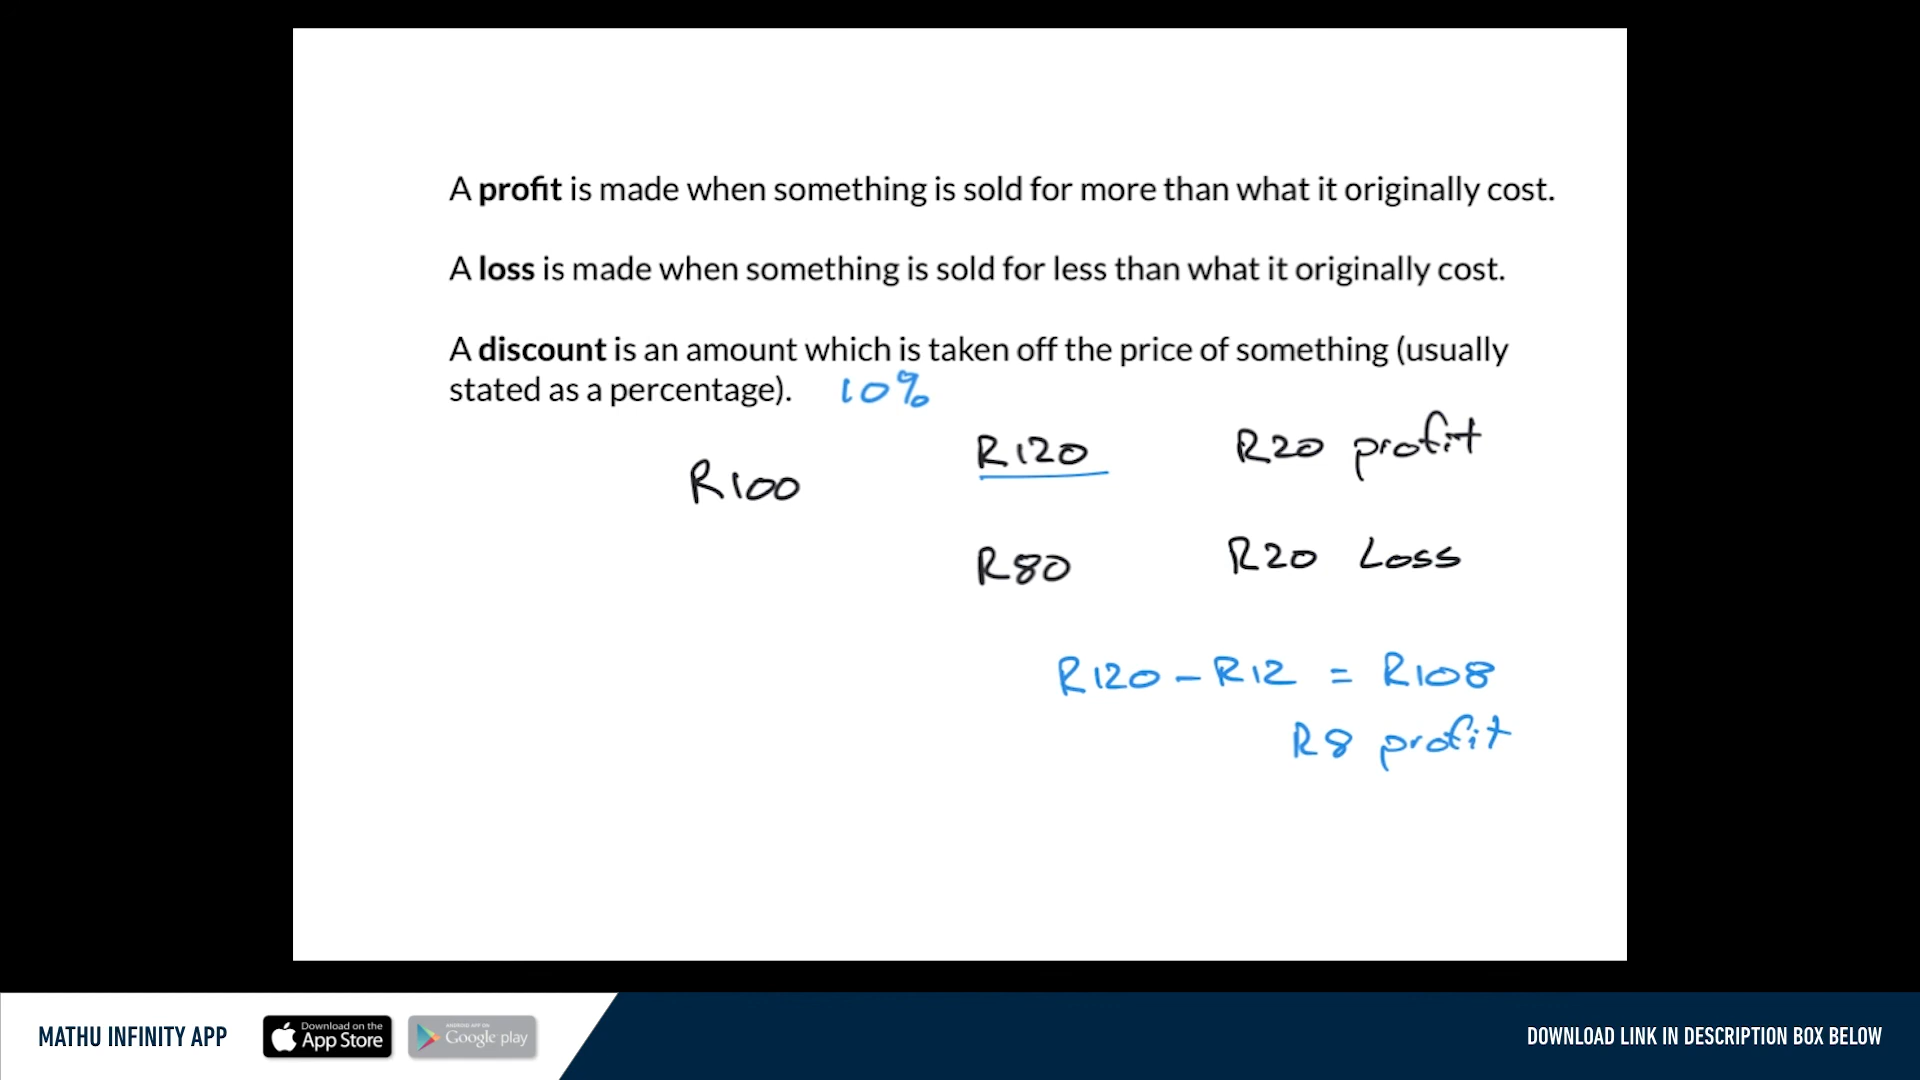 A profit is made when something is sold for more than what it originally cost.
A loss is made when something is sold for less than what it originally cost.
A discount is an amount which is taken off the price of something (usually
stated as a percentage). 10%
R100 R120 R20 profit
R80 R20 Loss
R120 - R12 = R108
R8 profit
MATHU INFINITY APP
Download on the
App Store
ANDROID APP ON
Google play
DOWNLOAD LINK IN DESCRIPTION BOX BELOW